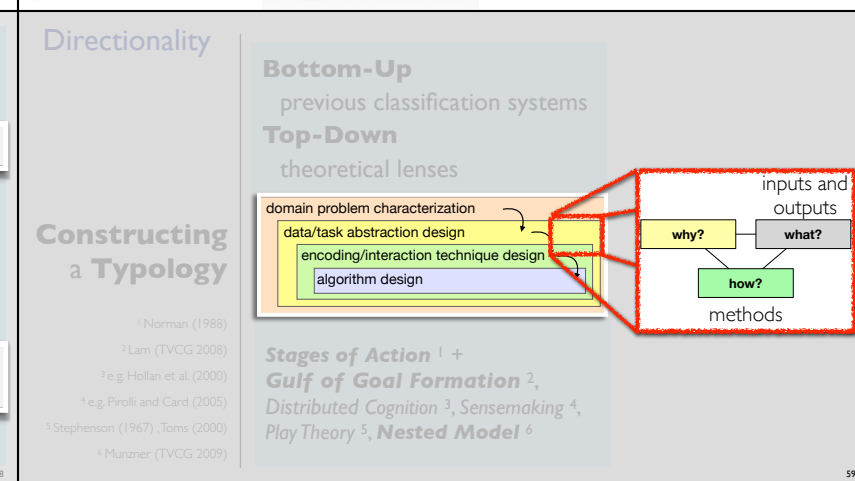 Directionality
Bottom-Up
previous classification systems
Top-Down
theoretical lenses
domain problem characterization
data/task abstraction design
encoding/interaction technique design
algorithm design
inputs and
outputs
why?
what?
how?
methods
Constructing
a Typology
¹ Norman (1988)
² Lam (TVCG 2008)
³ e.g. Hollan et al. (2000)
⁴ e.g. Pirolli and Card (2005)
⁵ Stephenson (1967) ,Toms (2000)
⁶ Munzner (TVCG 2009)
Stages of Action ¹ +
Gulf of Goal Formation ²,
Distributed Cognition ³, Sensemaking ⁴,
Play Theory ⁵, Nested Model ⁶
8
59